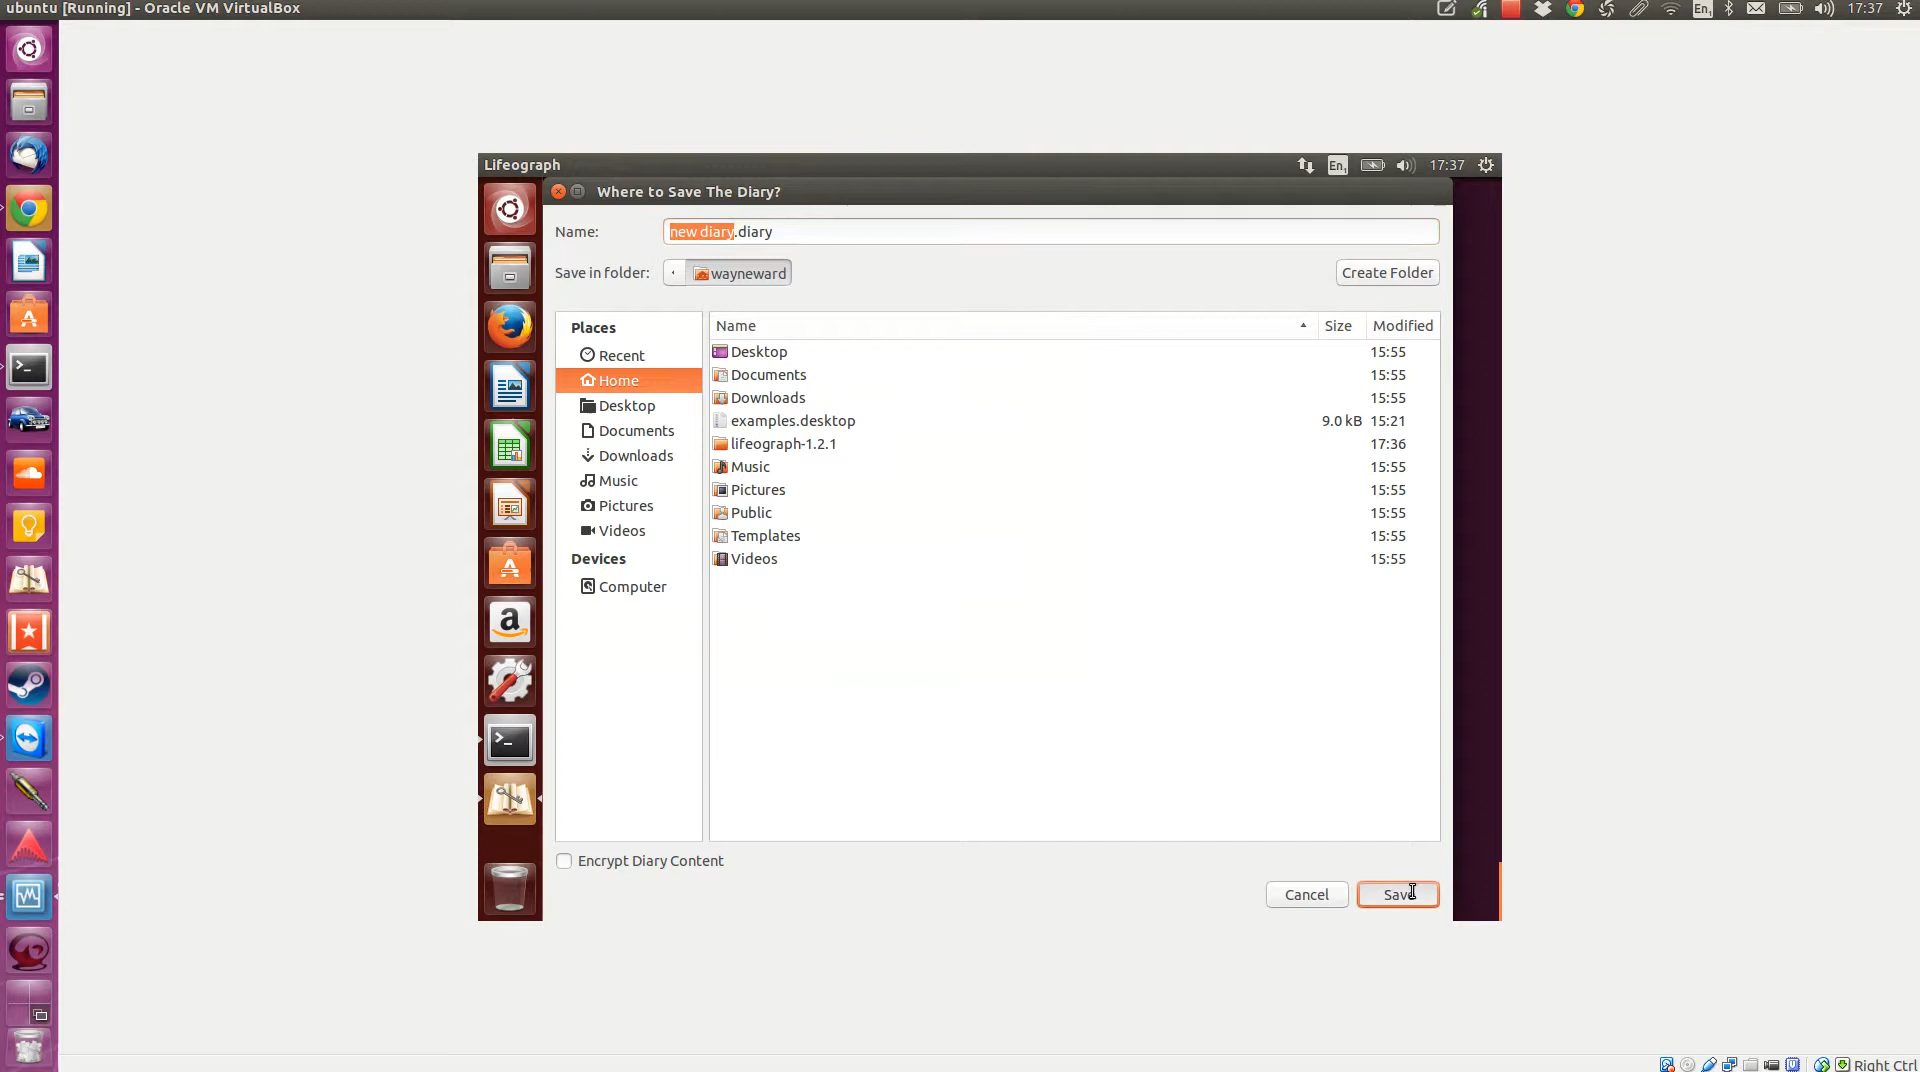 ubuntu [Running] - Oracle VM VirtualBox
En₁ 17:37
Lifeograph
En₁ 17:37
Where to Save The Diary?
Name: new diary.diary
Save in folder: wayneward Create Folder
Places
Recent
Home
Desktop
Documents
Downloads
Music
Pictures
Videos
Devices
Computer
Name Size Modified
Desktop 15:55
Documents 15:55
Downloads 15:55
examples.desktop 9.0 kB 15:21
lifeograph-1.2.1 17:36
Music 15:55
Pictures 15:55
Public 15:55
Templates 15:55
Videos 15:55
a
Encrypt Diary Content
Cancel Save
Right Ctrl